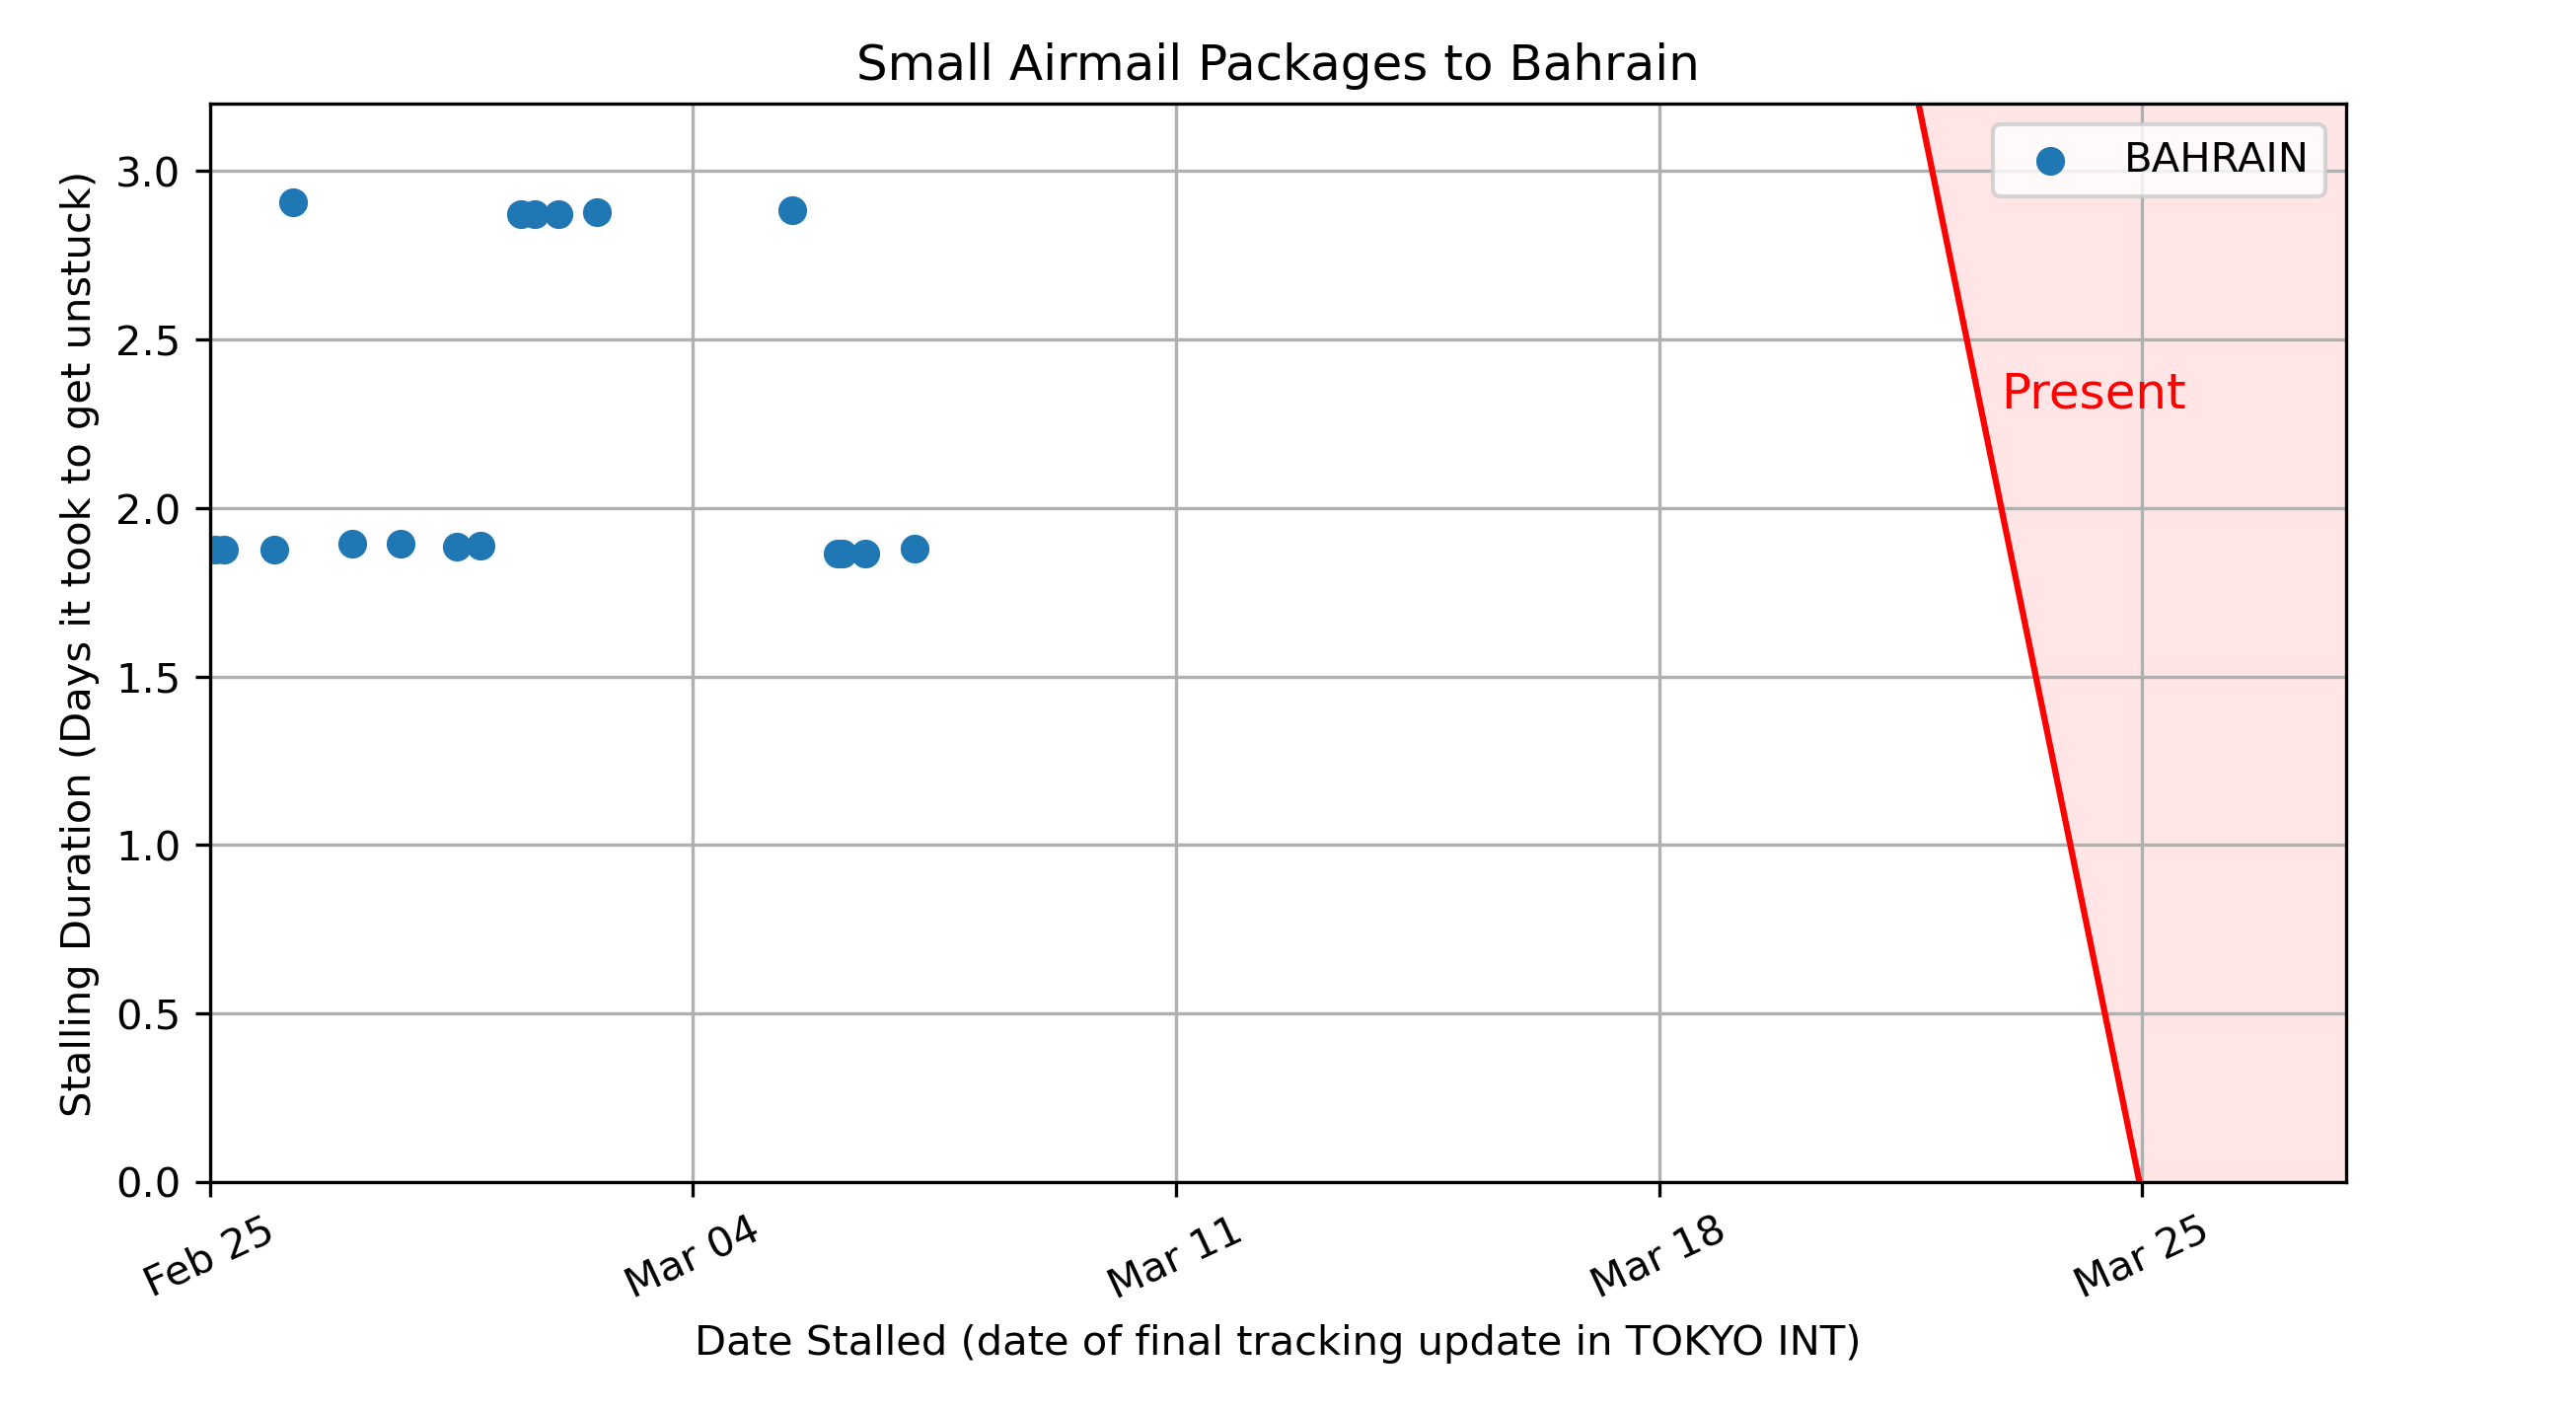 Small Airmail Packages to Bahrain
BAHRAIN
Present
Stalling Duration (Days it took to get unstuck)
3.0
2.5
2.0
1.5
1.0
0.5
0.0
Feb 25
Mar 04
Mar 11
Mar 18
Mar 25
Date Stalled (date of final tracking update in TOKYO INT)